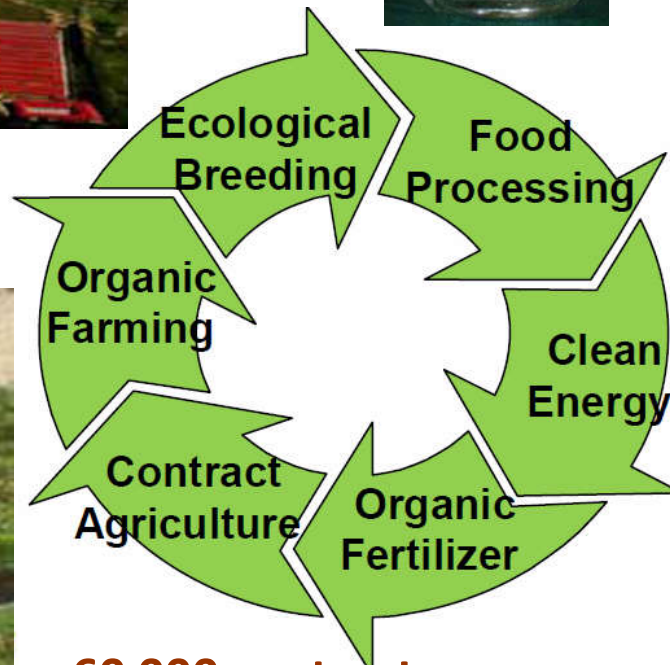 Ecological
Breeding
Food
Processing
Clean
Energy
Organic
Fertilizer
Contract
Agriculture
Organic
Farming